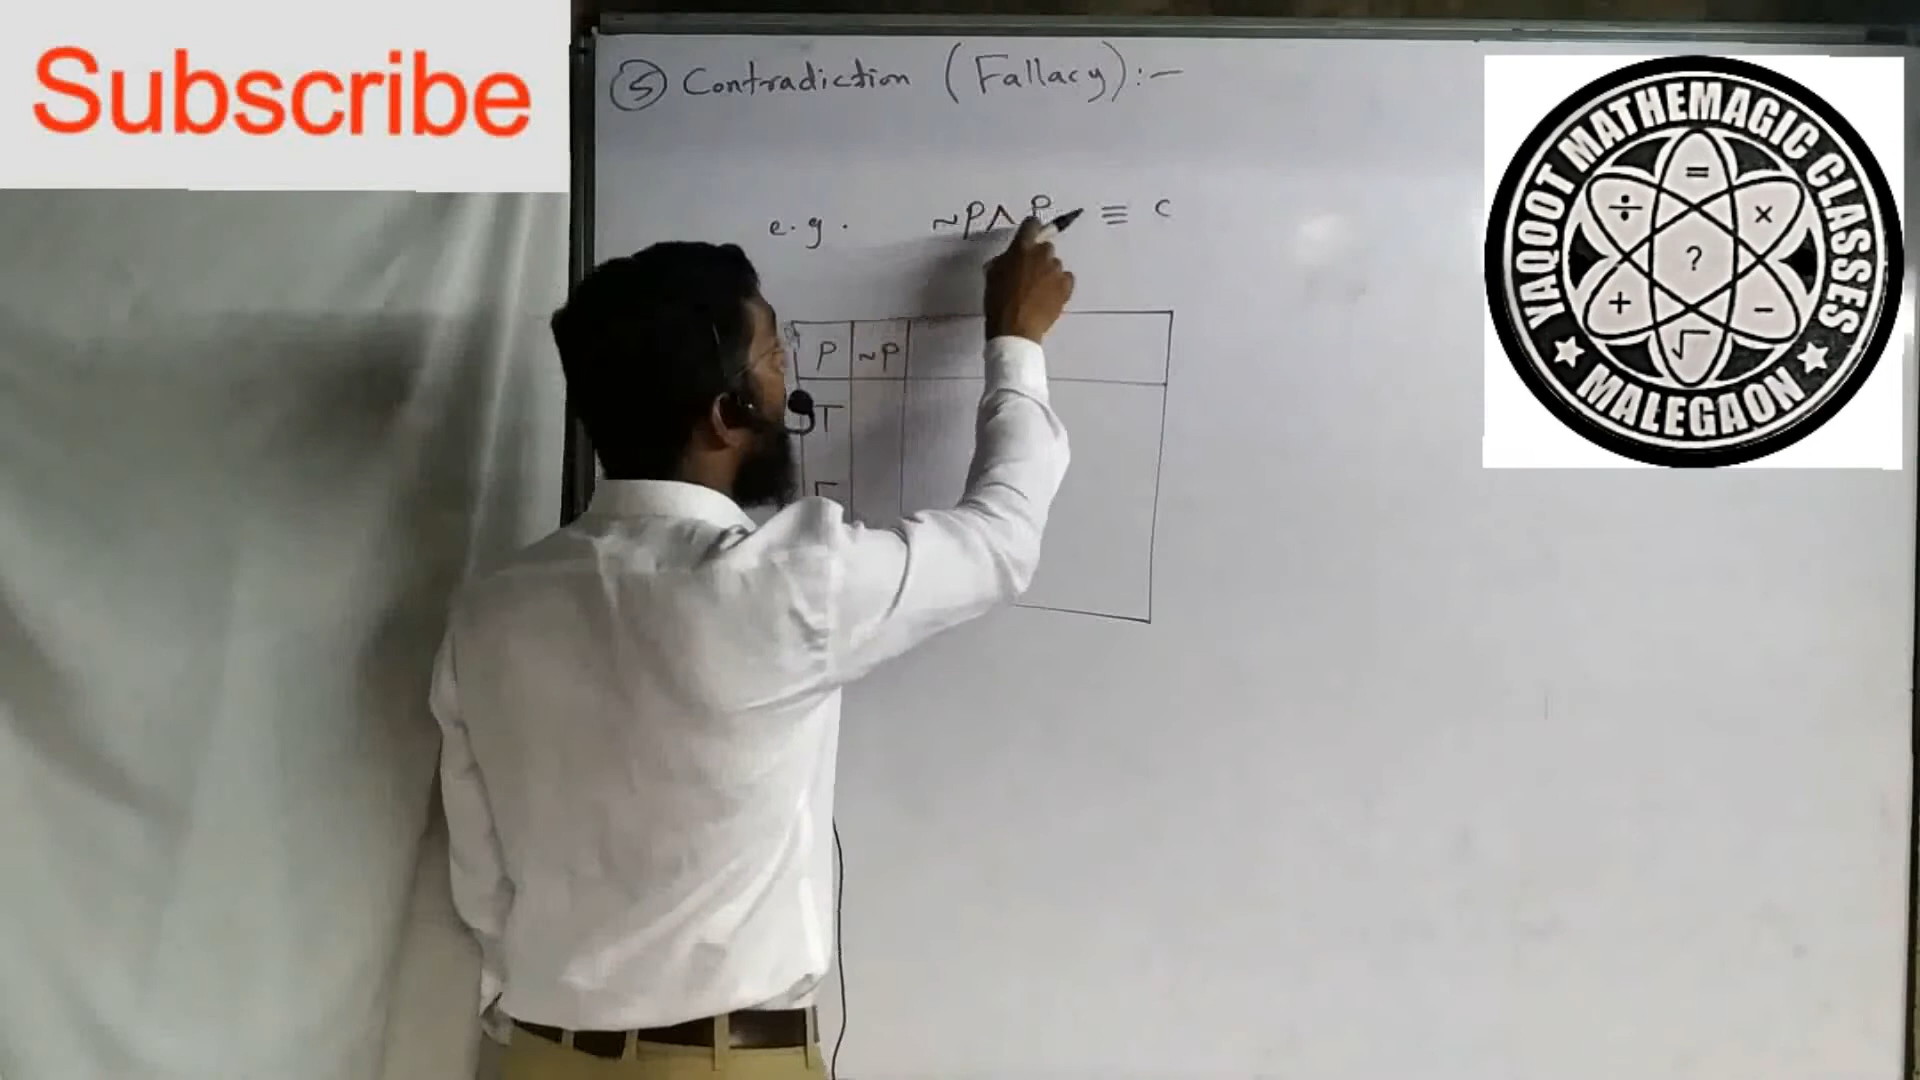 Subscribe
⑤ Contradiction (Fallacy):-
e.g. ~p∧p ≡ c
p ~p
T
F
YAQOOT MATHEMAGIC CLASSES
MALEGAON
= ÷ × ? + - √